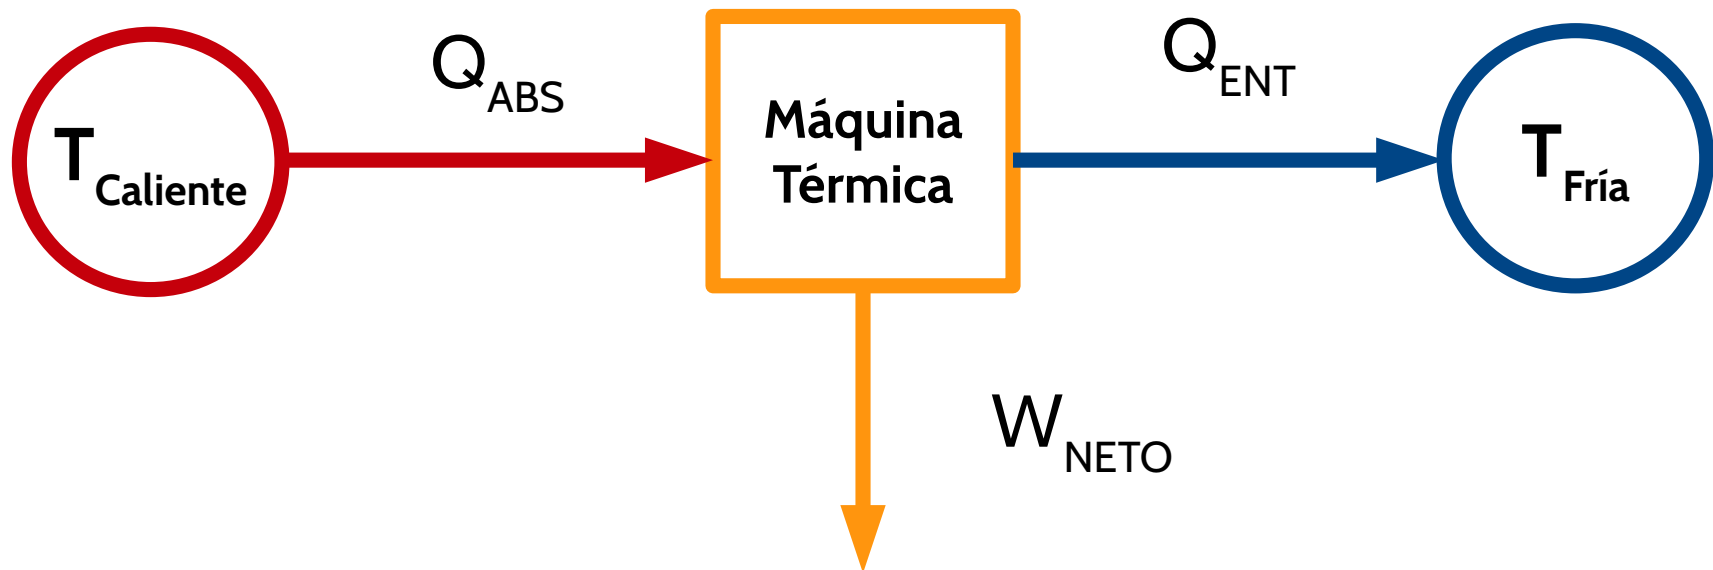 Q ABS
Q ENT
T Caliente
Máquina
Térmica
T Fría
W NETO